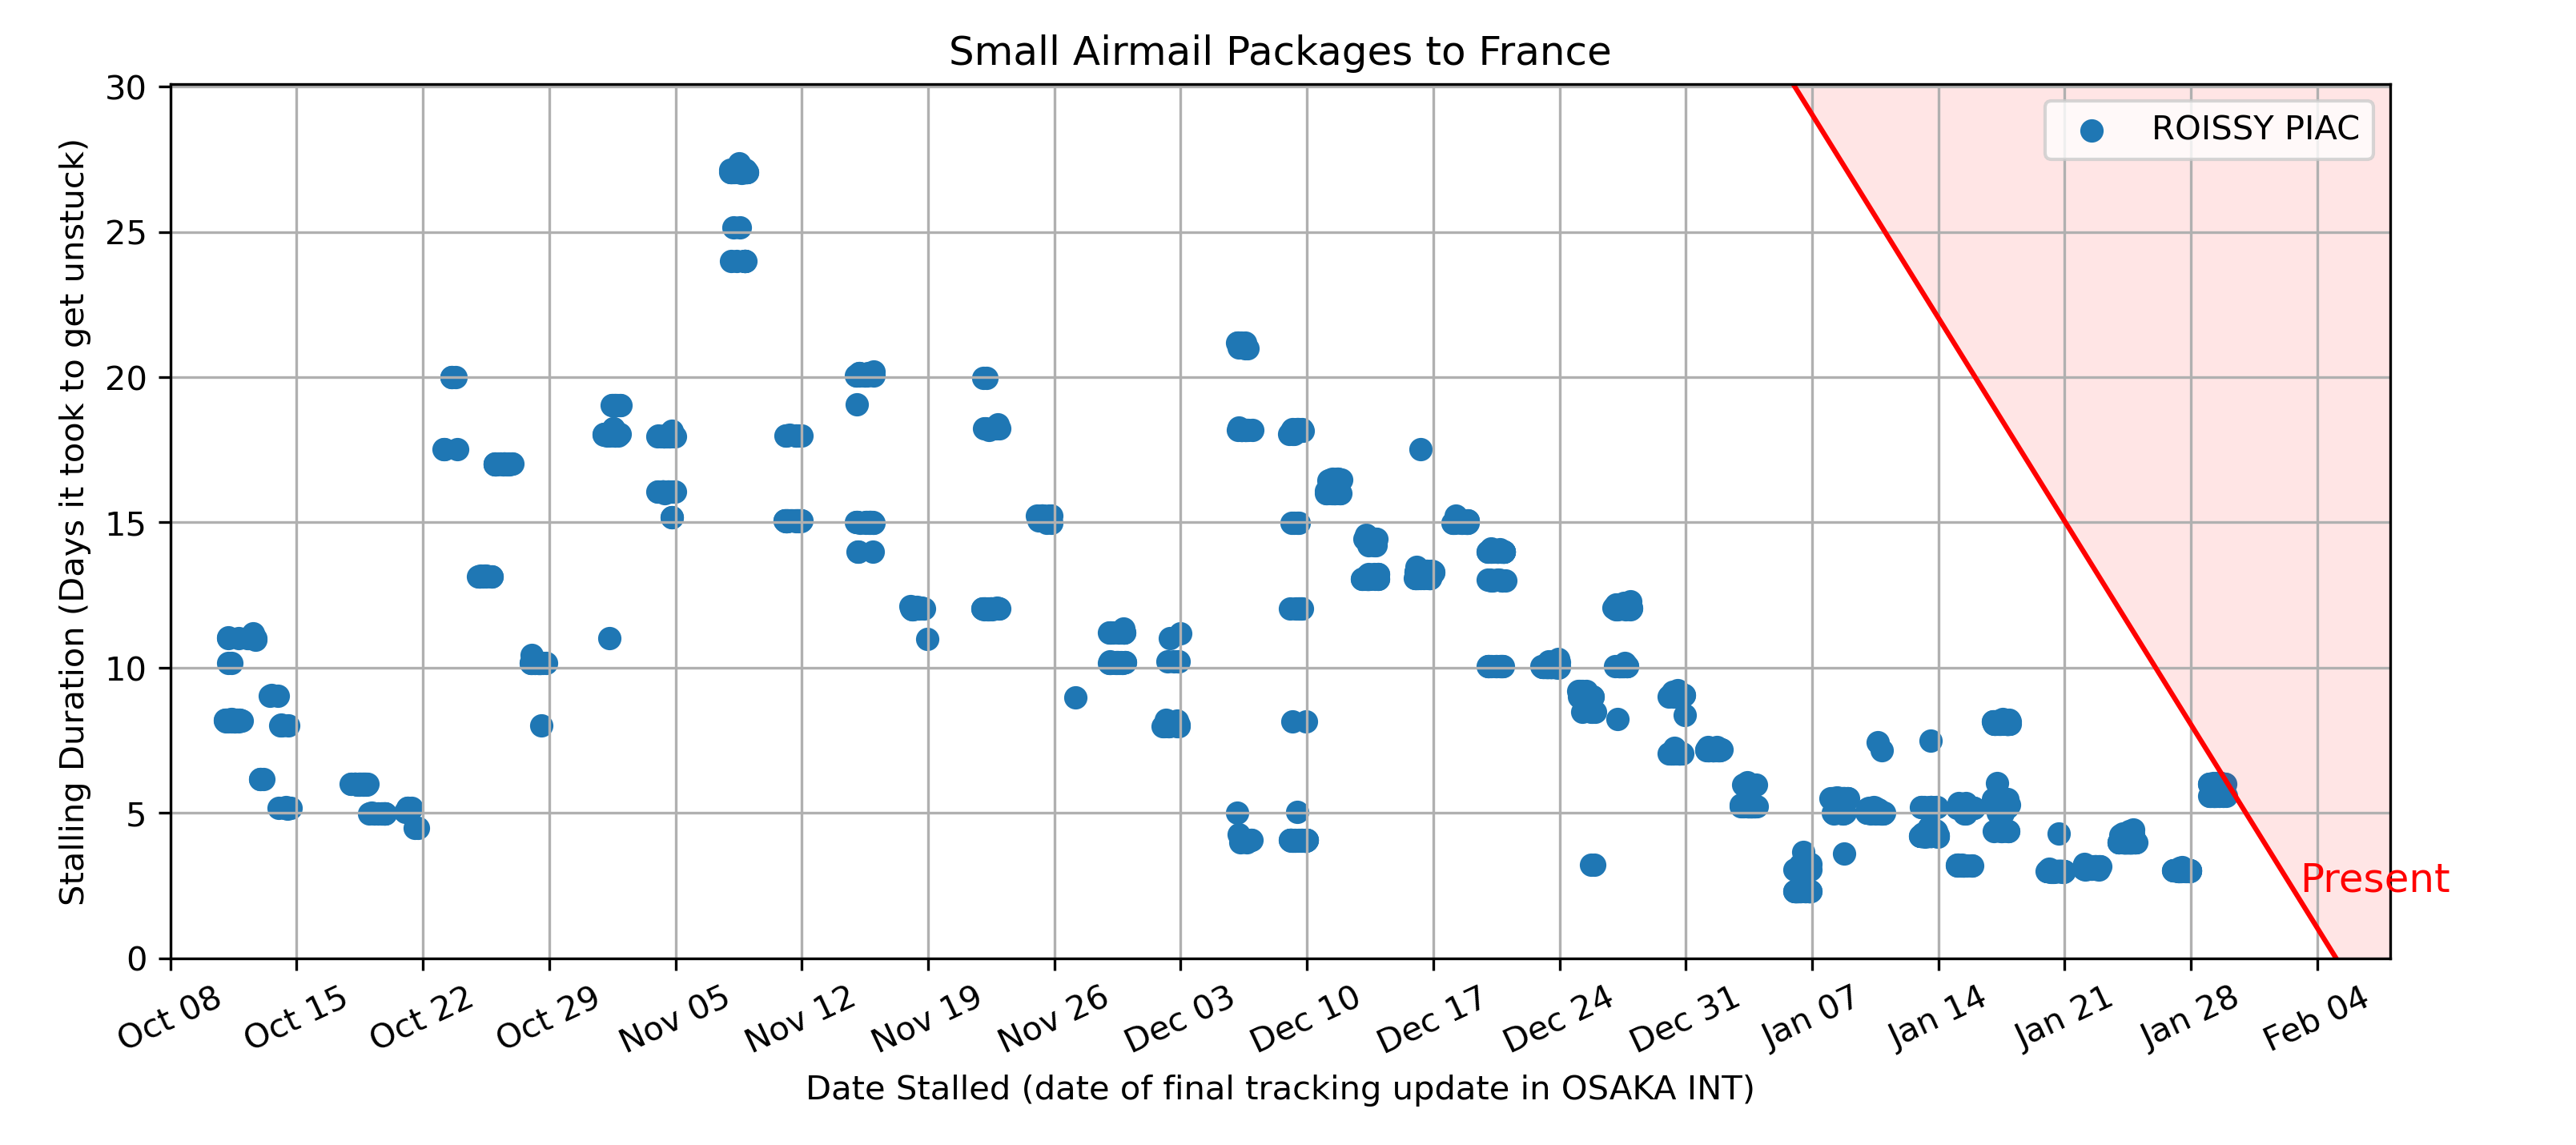 Small Airmail Packages to France
Stalling Duration (Days it took to get unstuck)
30
25
20
15
10
5
0
ROISSY PIAC
Present
Oct 08
Oct 15
Oct 22
Oct 29
Nov 05
Nov 12
Nov 19
Nov 26
Dec 03
Dec 10
Dec 17
Dec 24
Dec 31
Jan 07
Jan 14
Jan 21
Jan 28
Feb 04
Date Stalled (date of final tracking update in OSAKA INT)